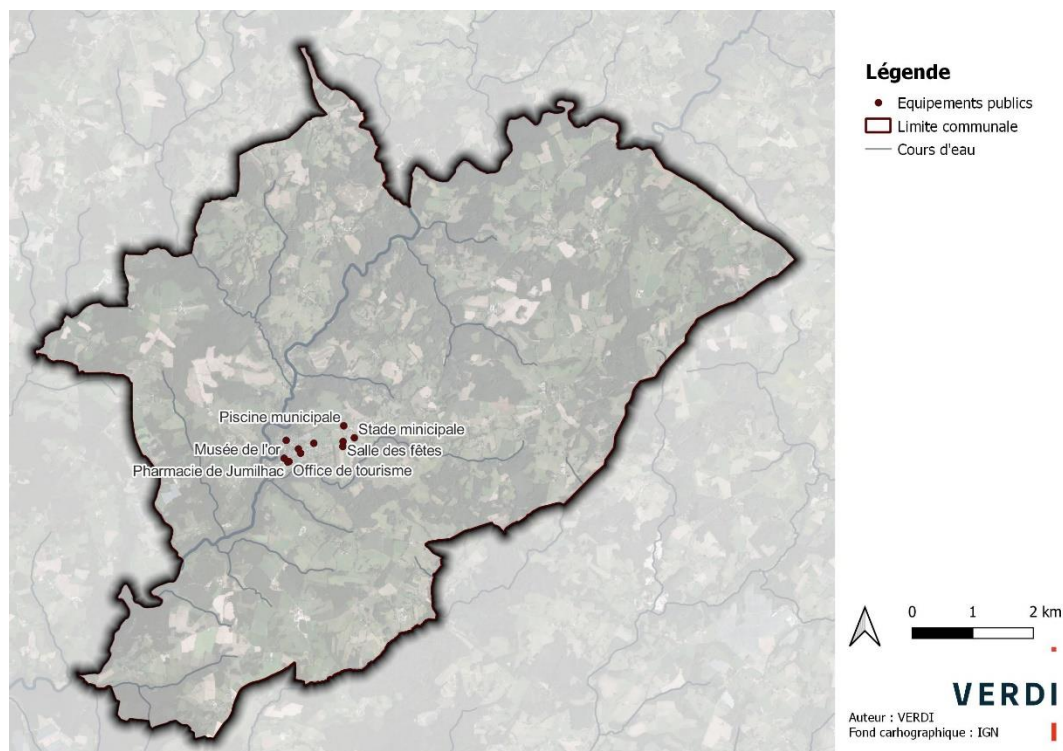 Légende
Equipements publics
Limite communale
Cours d'eau
Piscine municipale
Stade minicipale
Musée de l'or
Salle des fêtes
Pharmacie de Jumilhac
Office de tourisme
0 1 2 km
VERDI
Auteur : VERDI
Fond cartographique : IGN